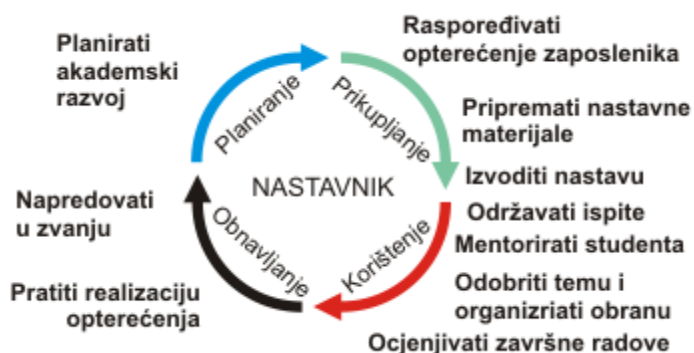 Planirati
akademski
razvoj
Raspoređivati
opterećenje zaposlenika
Planiranje
Prikupljanje
Pripremati nastavne
materijale
NASTAVNIK
Izvoditi nastavu
Napredovati
u zvanju
Održavati ispite
Obnavljanje
Korištenje
Mentorirati studenta
Pratiti realizaciju
opterećenja
Odobriti temu i
organizriati obranu
Ocjenjivati završne radove